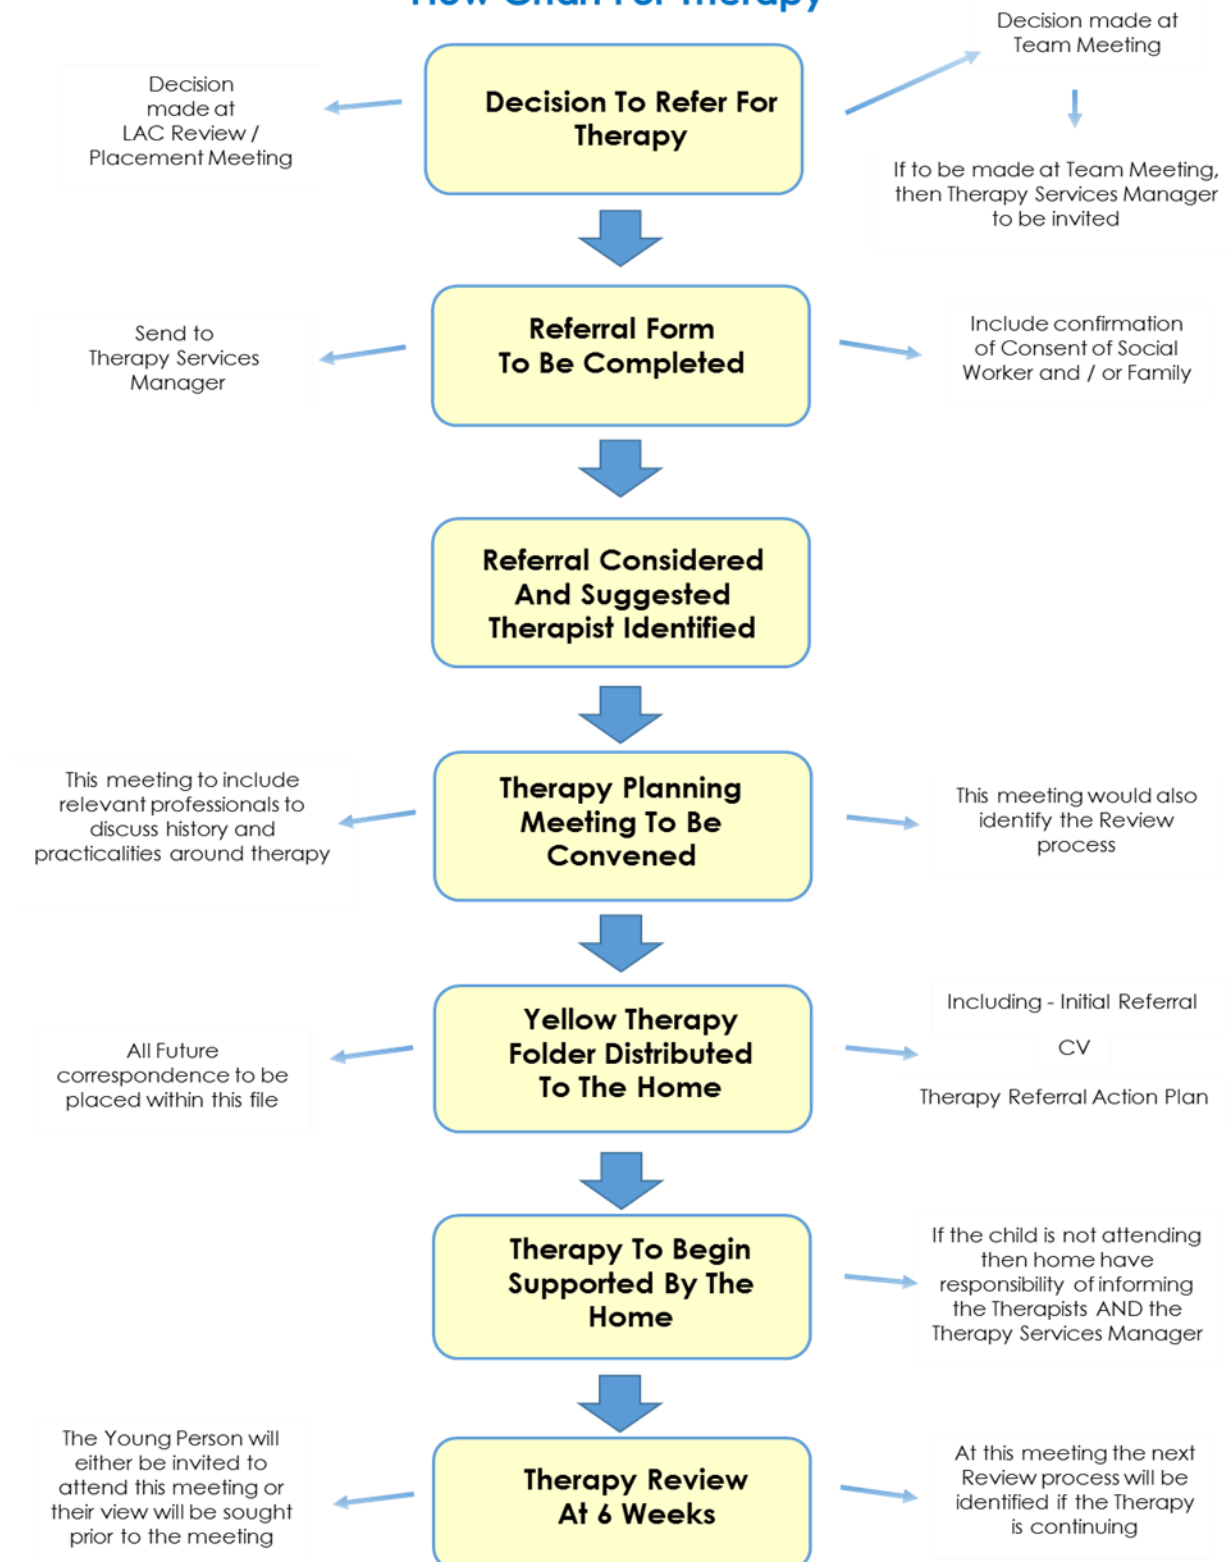 Flow Chart For Therapy
Decision To Refer For
Therapy
Decision
made at
LAC Review /
Placement Meeting
Decision made at
Team Meeting
If to be made at Team Meeting,
then Therapy Services Manager
to be invited
Referral Form
To Be Completed
Send to
Therapy Services
Manager
Include confirmation
of Consent of Social
Worker and / or Family
Referral Considered
And Suggested
Therapist Identified
Therapy Planning
Meeting To Be
Convened
This meeting to include
relevant professionals to
discuss history and
practicalities around therapy
This meeting would also
identify the Review
process
Yellow Therapy
Folder Distributed
To The Home
All Future
correspondence to be
placed within this file
Including - Initial Referral
CV
Therapy Referral Action Plan
Therapy To Begin
Supported By The
Home
If the child is not attending
then home have
responsibility of informing
the Therapists AND the
Therapy Services Manager
Therapy Review
At 6 Weeks
The Young Person will
either be invited to
attend this meeting or
their view will be sought
prior to the meeting
At this meeting the next
Review process will be
identified if the Therapy
is continuing